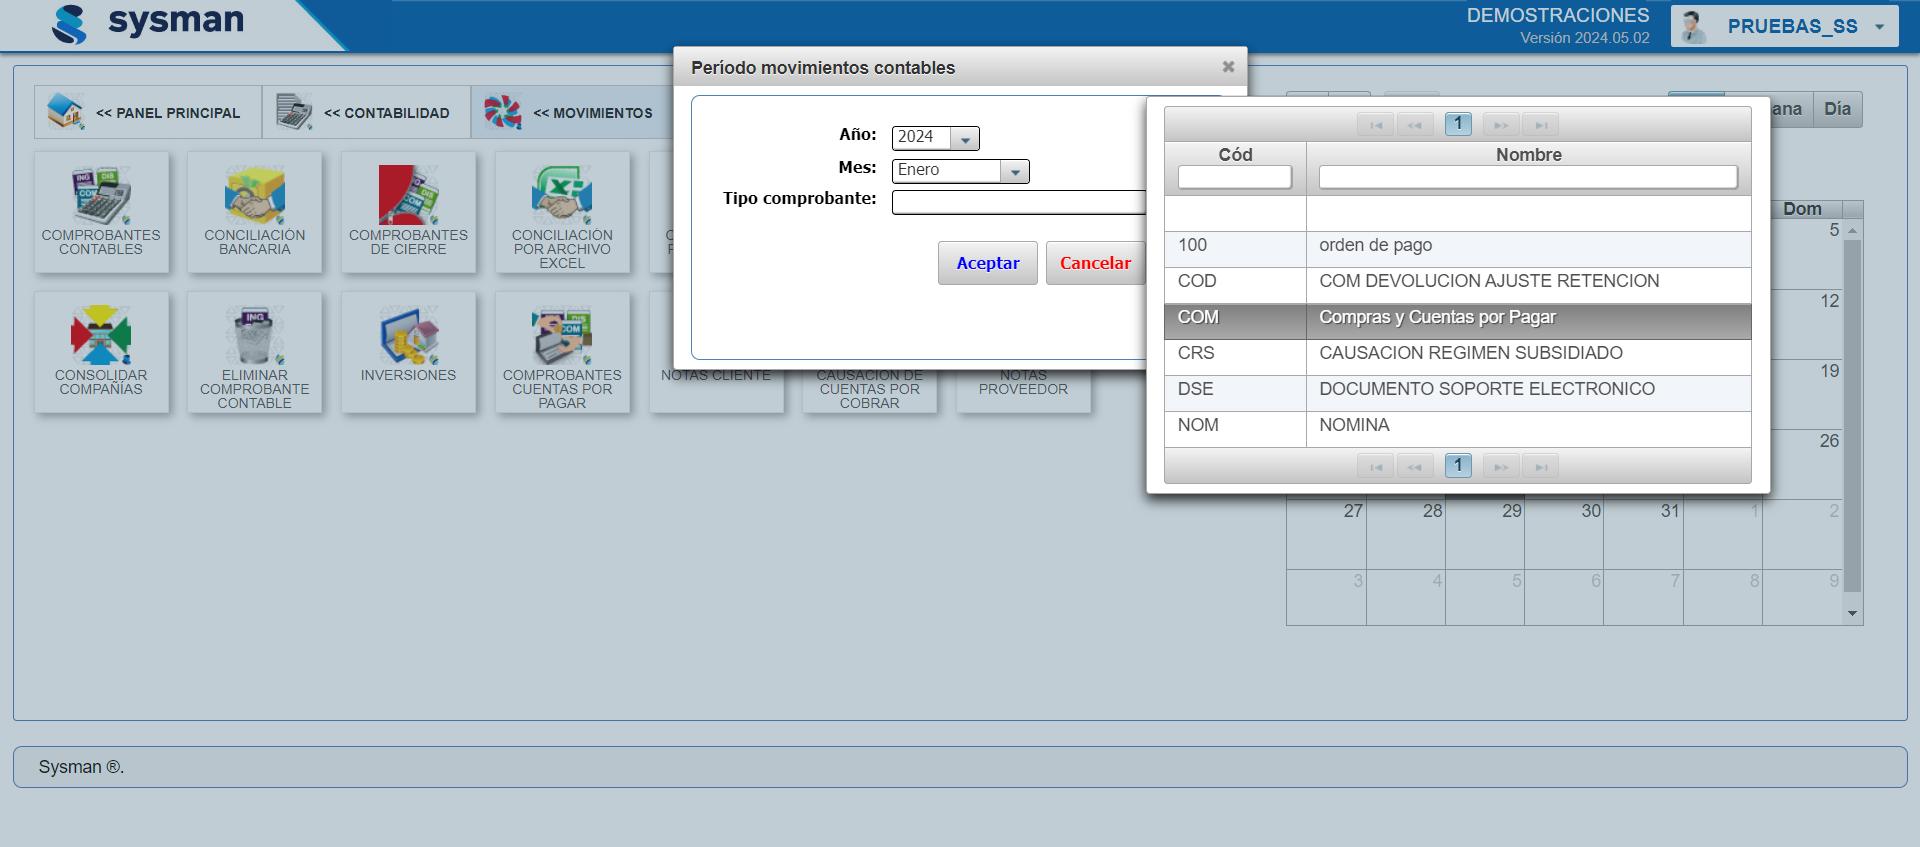 sysman
DEMOSTRACIONES
Versión 2024.05.02
PRUEBAS_SS
<< PANEL PRINCIPAL
<< CONTABILIDAD
<< MOVIMIENTOS
COMPROBANTES
CONTABLES
CONCILIACIÓN
BANCARIA
COMPROBANTES
DE CIERRE
CONCILIACIÓN
POR ARCHIVO
EXCEL
CONSOLIDAR
COMPAÑÍAS
ELIMINAR
COMPROBANTE
CONTABLE
INVERSIONES
COMPROBANTES
CUENTAS POR
PAGAR
NOTAS CLIENTE
CAUSACION DE
CUENTAS POR
COBRAR
NOTAS
PROVEEDOR
Período movimientos contables
Año:
2024
Mes:
Enero
Tipo comprobante:
Aceptar
Cancelar
1
Cód
Nombre
100
orden de pago
COD
COM DEVOLUCION AJUSTE RETENCION
COM
Compras y Cuentas por Pagar
CRS
CAUSACION REGIMEN SUBSIDIADO
DSE
DOCUMENTO SOPORTE ELECTRONICO
NOM
NOMINA
1
ana
Día
Dom
5
12
19
26
27 28 29 30 31 1 2
3 4 5 6 7 8 9
Sysman ®.